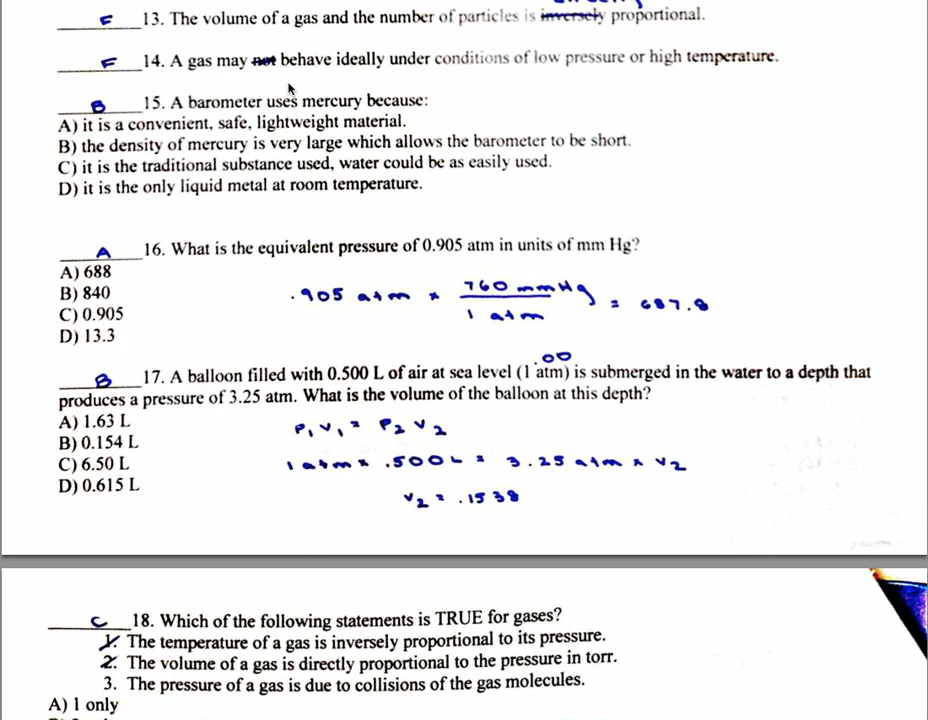 F 13. The volume of a gas and the number of particles is inversely proportional.
F 14. A gas may not behave ideally under conditions of low pressure or high temperature.
B 15. A barometer uses mercury because:
A) it is a convenient, safe, lightweight material.
B) the density of mercury is very large which allows the barometer to be short.
C) it is the traditional substance used, water could be as easily used.
D) it is the only liquid metal at room temperature.
A 16. What is the equivalent pressure of 0.905 atm in units of mm Hg?
A) 688
B) 840
C) 0.905
D) 13.3
.905 atm x 760 mmHg / 1 atm = 687.8
.00
B 17. A balloon filled with 0.500 L of air at sea level (1 atm) is submerged in the water to a depth that
produces a pressure of 3.25 atm. What is the volume of the balloon at this depth?
A) 1.63 L
B) 0.154 L
C) 6.50 L
D) 0.615 L
P1 V1 = P2 V2
1 atm x .500 L = 3.25 atm x V2
V2 = .1538
C 18. Which of the following statements is TRUE for gases?
1. The temperature of a gas is inversely proportional to its pressure.
2. The volume of a gas is directly proportional to the pressure in torr.
3. The pressure of a gas is due to collisions of the gas molecules.
A) 1 only